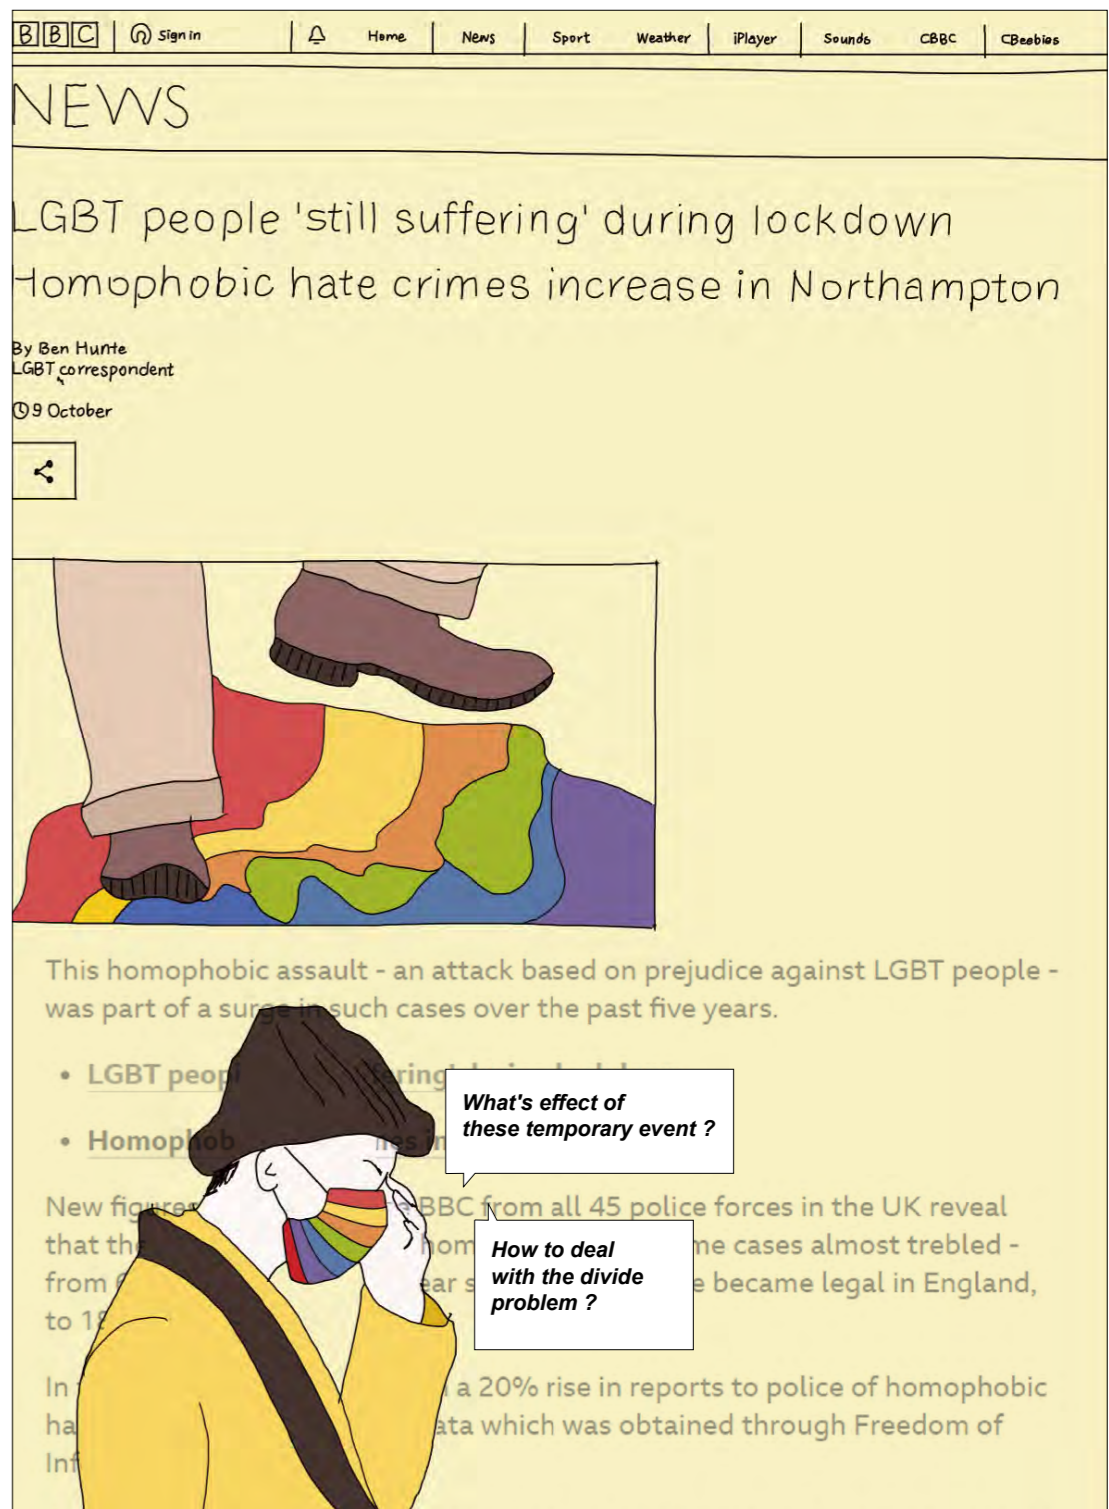 BBC Sign in Home News Sport Weather iPlayer Sounds CBBC CBeebies
NEWS
LGBT people 'still suffering' during lockdown
Homophobic hate crimes increase in Northampton
By Ben Hunte
LGBT correspondent
9 October
This homophobic assault - an attack based on prejudice against LGBT people -
was part of a surge in such cases over the past five years.
• LGBT
• 
What's effect of
these temporary event ?
New BBC from all 45 police forces in the UK reveal
that cases almost trebled -
from became legal in England,
to
How to deal
with the divide
problem ?
In a 20% rise in reports to police of homophobic
which was obtained through Freedom of